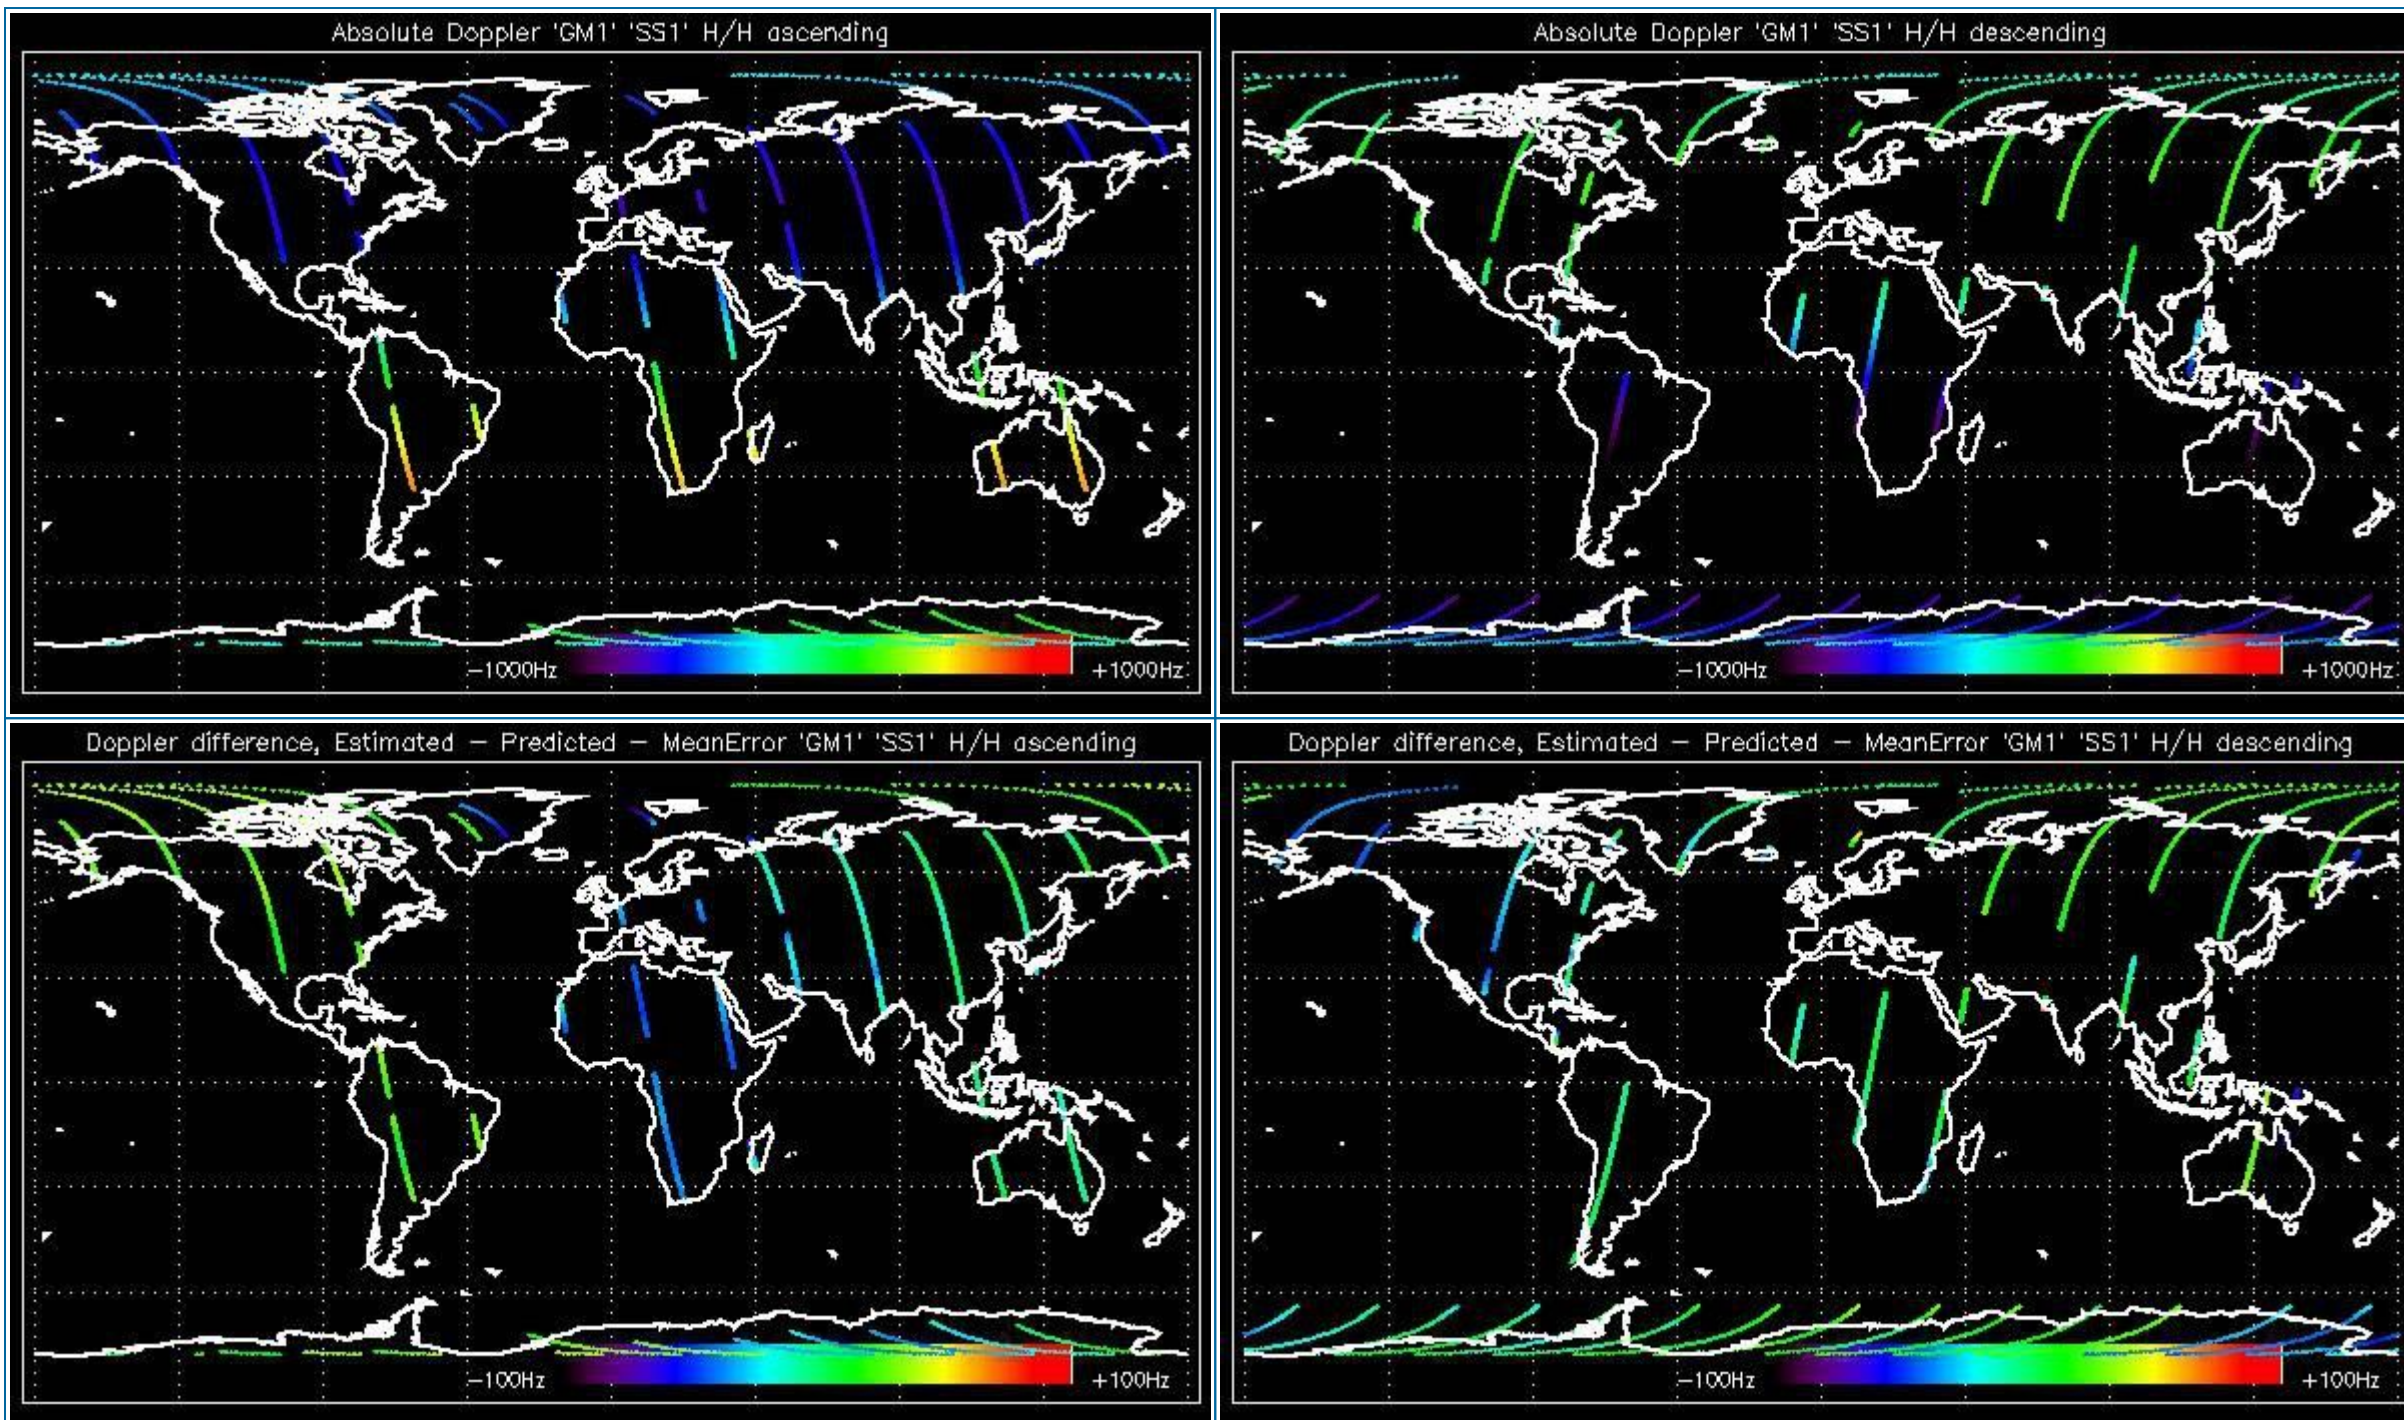 Absolute Doppler 'GM1' 'SS1' H/H ascending
-1000Hz
+1000Hz
Absolute Doppler 'GM1' 'SS1' H/H descending
-1000Hz
+1000Hz
Doppler difference, Estimated - Predicted - MeanError 'GM1' 'SS1' H/H ascending
-100Hz
+100Hz
Doppler difference, Estimated - Predicted - MeanError 'GM1' 'SS1' H/H descending
-100Hz
+100Hz